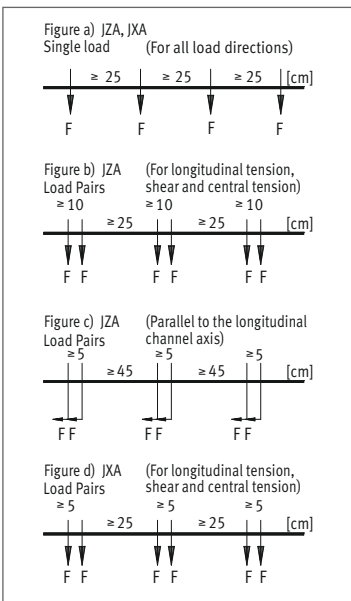 Figure a) JZA, JXA
Single load (For all load directions)
≥ 25 ≥ 25 ≥ 25 [cm]
F F F F
Figure b) JZA (For longitudinal tension,
Load Pairs shear and central tension)
≥10 ≥10 ≥10
≥25 ≥25 [cm]
F F F F F F
Figure c) JZA (Parallel to the longitudinal
Load Pairs channel axis)
≥5 ≥5 ≥5
≥45 ≥45 [cm]
F F F F F F
Figure d) JXA (For longitudinal tension,
Load Pairs shear and central tension)
≥ 5 ≥ 5 ≥ 5
≥25 ≥25 [cm]
F F F F F F